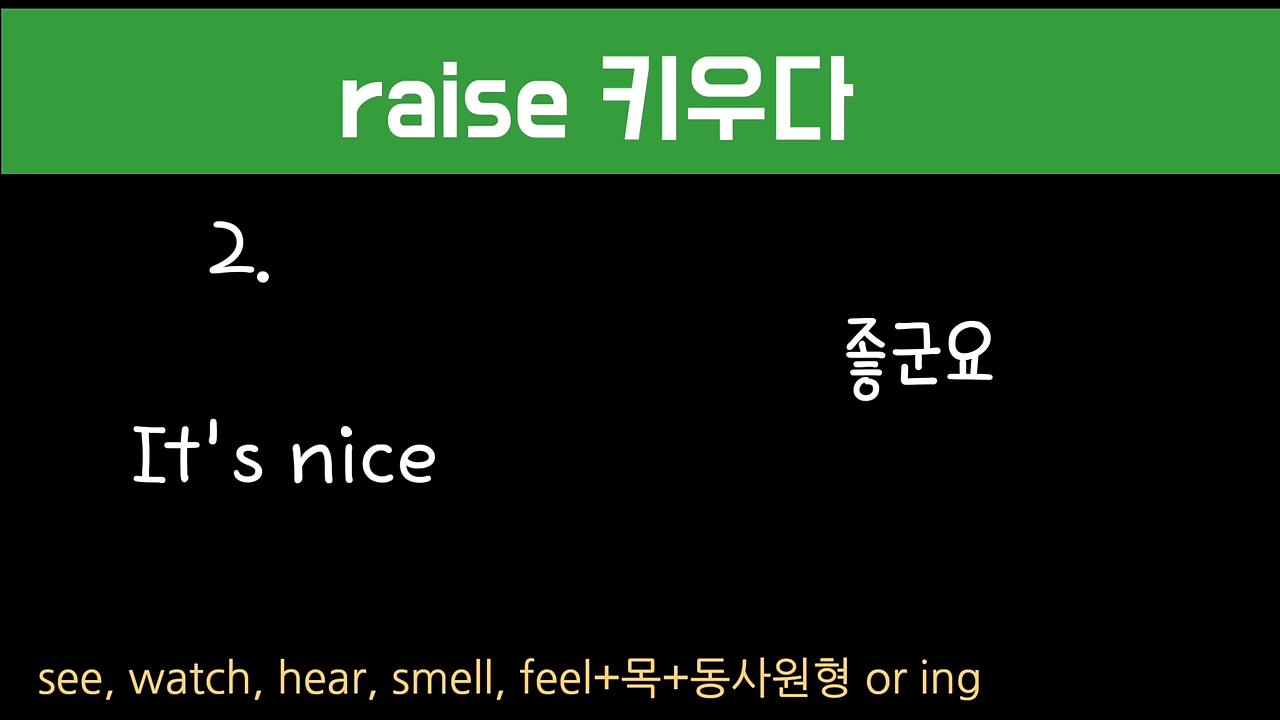 raise 키우다
2.
좋군요
It's nice
see, watch, hear, smell, feel+목+동사원형 or ing